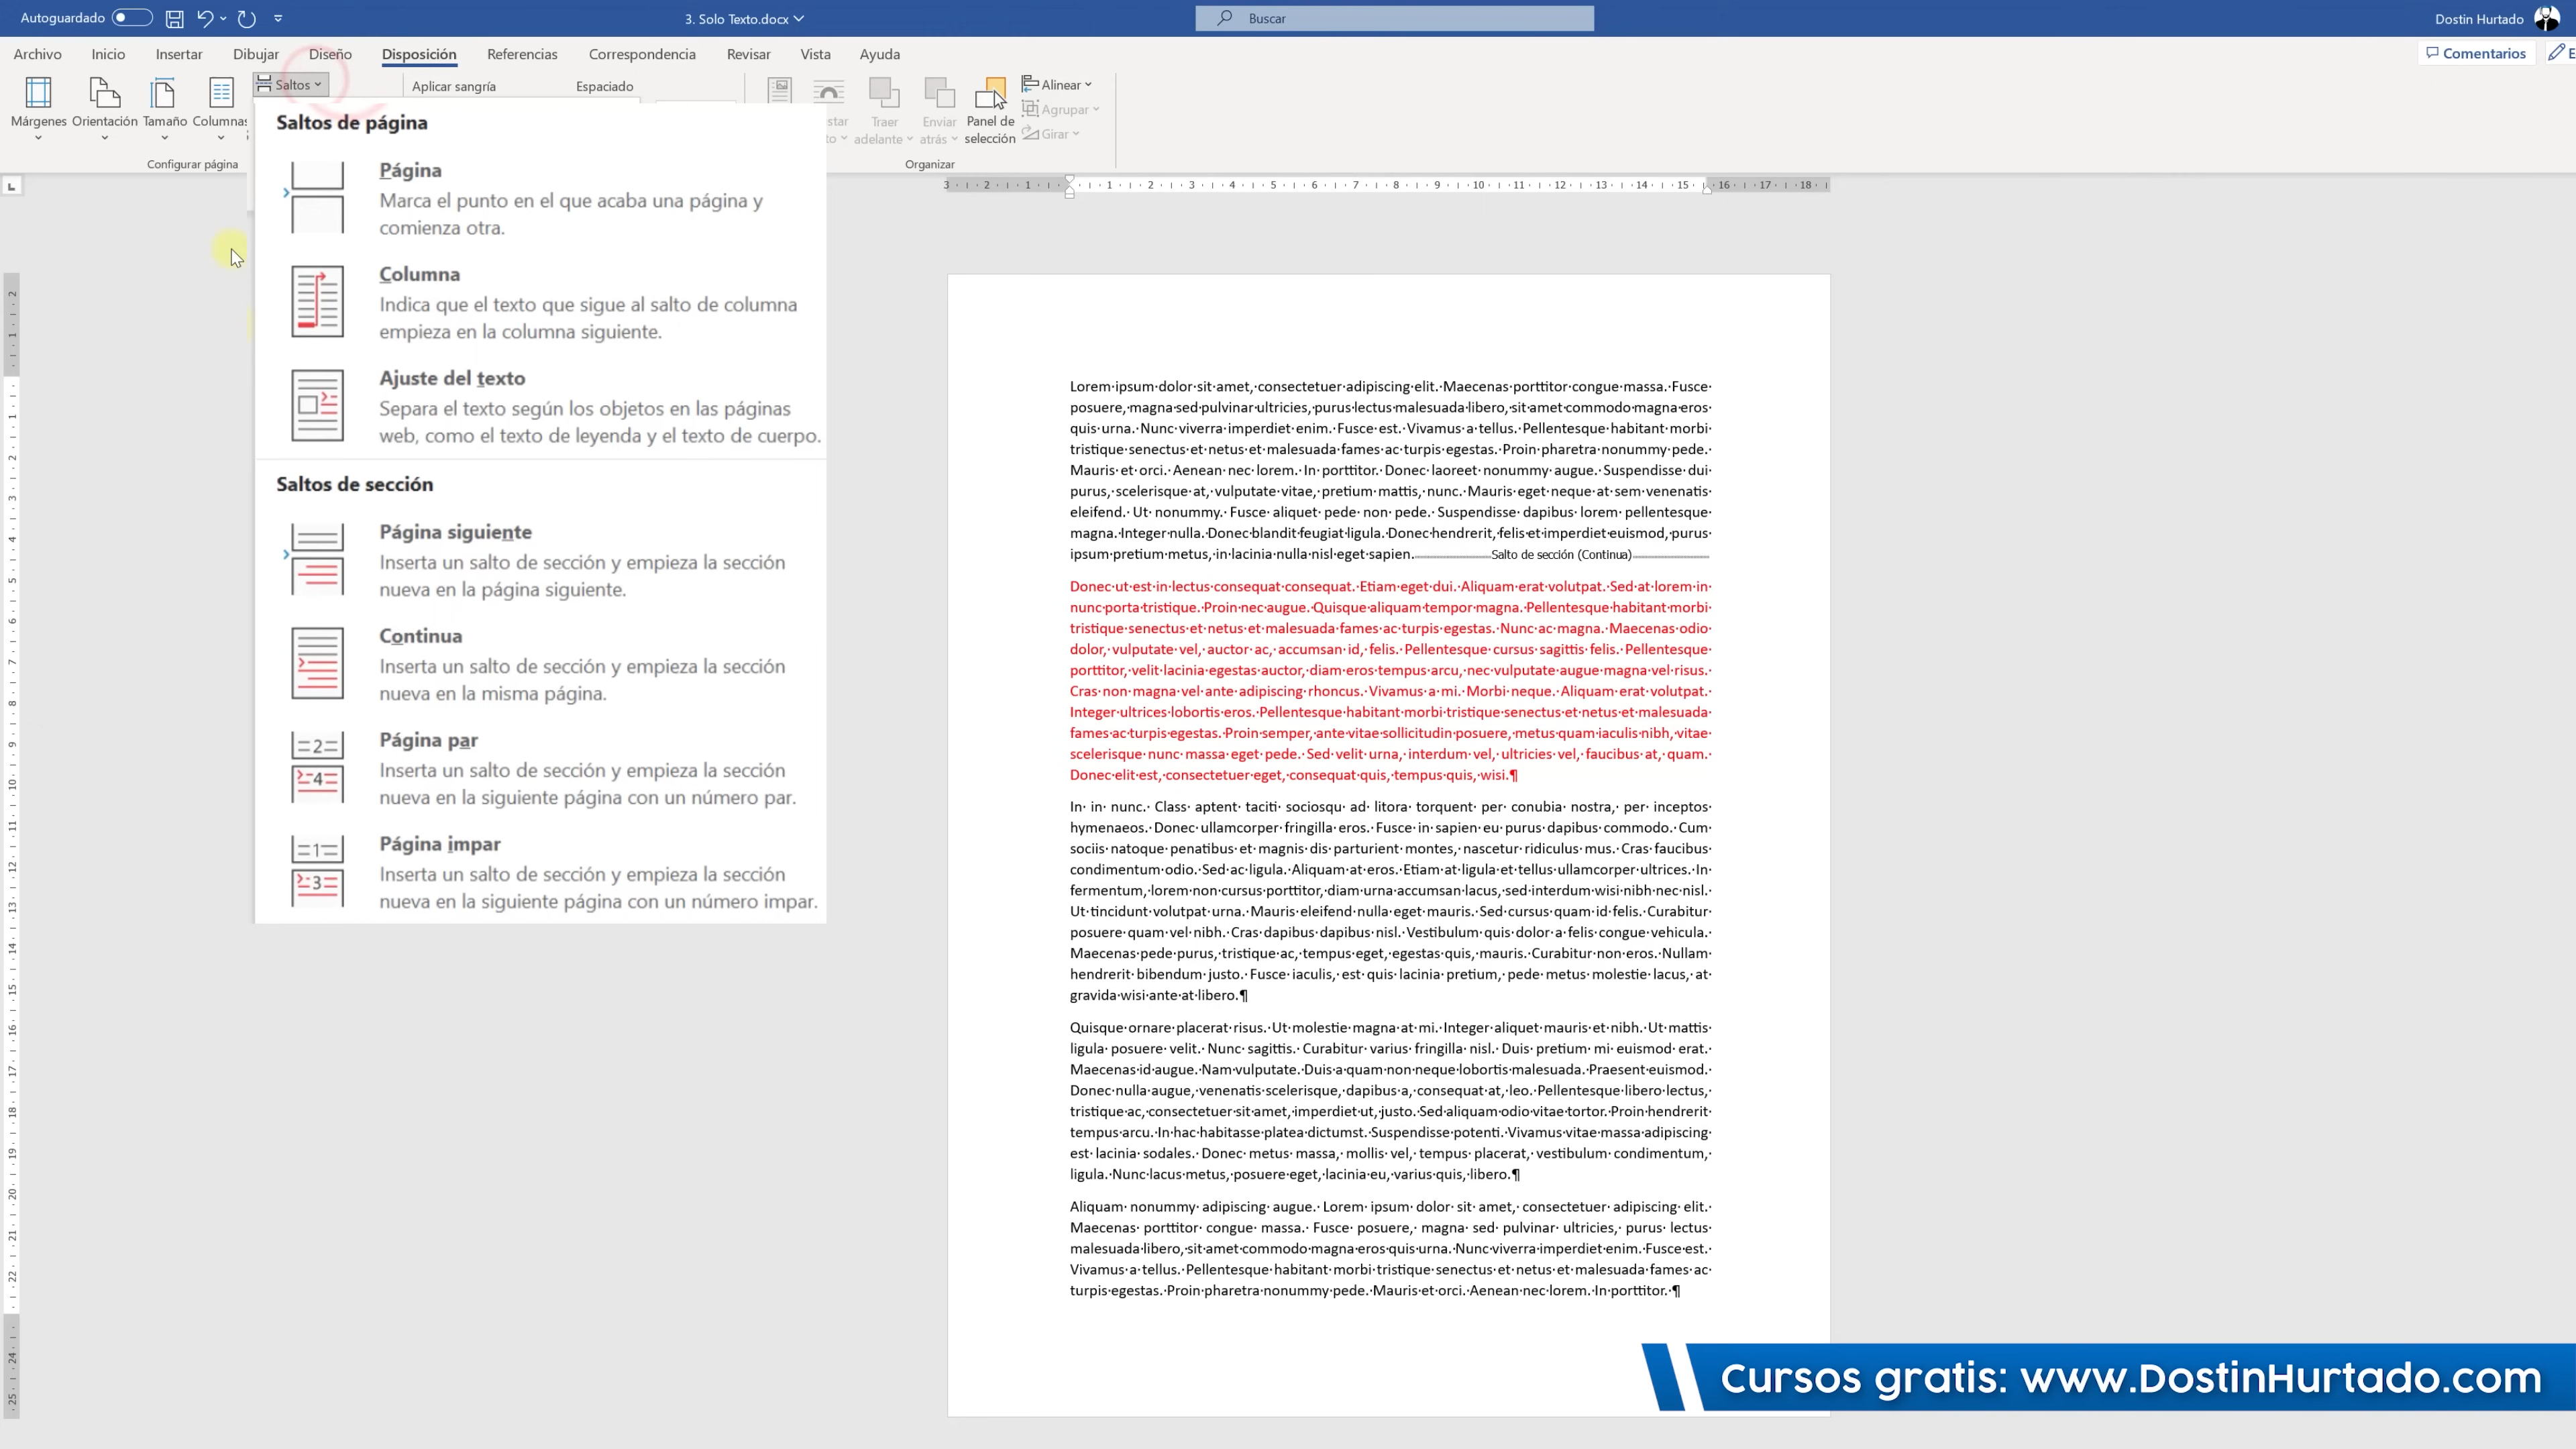 Autoguardado
3. Solo Texto.docx
Buscar
Dostin Hurtado
Archivo Inicio Insertar Dibujar Diseño Disposición Referencias Correspondencia Revisar Vista Ayuda
Comentarios
Saltos
Aplicar sangría
Espaciado
Alinear
Agrupar
Girar
Márgenes Orientación Tamaño Columnas
Traer adelante
Enviar atrás
Panel de selección
Configurar página
Organizar
Saltos de página
Página
Marca el punto en el que acaba una página y
comienza otra.
Columna
Indica que el texto que sigue al salto de columna
empieza en la columna siguiente.
Ajuste del texto
Separa el texto según los objetos en las páginas
web, como el texto de leyenda y el texto de cuerpo.
Saltos de sección
Página siguiente
Inserta un salto de sección y empieza la sección
nueva en la página siguiente.
Continua
Inserta un salto de sección y empieza la sección
nueva en la misma página.
=2=
=4=
Página par
Inserta un salto de sección y empieza la sección
nueva en la siguiente página con un número par.
=1=
=3=
Página impar
Inserta un salto de sección y empieza la sección
nueva en la siguiente página con un número impar.
3 2 1 1 2 3 4 5 6 7 8 9 10 11 12 13 14 15 16 17 18
Lorem ipsum dolor sit amet, consectetuer adipiscing elit. Maecenas porttitor congue massa. Fusce
posuere, magna sed pulvinar ultricies, purus lectus malesuada libero, sit amet commodo magna eros
quis urna. Nunc viverra imperdiet enim. Fusce est. Vivamus a tellus. Pellentesque habitant morbi
tristique senectus et netus et malesuada fames ac turpis egestas. Proin pharetra nonummy pede.
Mauris et orci. Aenean nec lorem. In porttitor. Donec laoreet nonummy augue. Suspendisse dui
purus, scelerisque at, vulputate vitae, pretium mattis, nunc. Mauris eget neque at sem venenatis
eleifend. Ut nonummy. Fusce aliquet pede non pede. Suspendisse dapibus lorem pellentesque
magna. Integer nulla. Donec blandit feugiat ligula. Donec hendrerit, felis et imperdiet euismod, purus
ipsum pretium metus, in lacinia nulla nisl eget sapien. Salto de sección (Continua)
Donec ut est in lectus consequat consequat. Etiam eget dui. Aliquam erat volutpat. Sed at lorem in
nunc porta tristique. Proin nec augue. Quisque aliquam tempor magna. Pellentesque habitant morbi
tristique senectus et netus et malesuada fames ac turpis egestas. Nunc ac magna. Maecenas odio
dolor, vulputate vel, auctor ac, accumsan id, felis. Pellentesque cursus sagittis felis. Pellentesque
porttitor, velit lacinia egestas auctor, diam eros tempus arcu, nec vulputate augue magna vel risus.
Cras non magna vel ante adipiscing rhoncus. Vivamus a mi. Morbi neque. Aliquam erat volutpat.
Integer ultrices lobortis eros. Pellentesque habitant morbi tristique senectus et netus et malesuada
fames ac turpis egestas. Proin semper, ante vitae sollicitudin posuere, metus quam iaculis nibh, vitae
scelerisque nunc massa eget pede. Sed velit urna, interdum vel, ultricies vel, faucibus at, quam.
Donec elit est, consectetuer eget, consequat quis, tempus quis, wisi.¶
In in nunc. Class aptent taciti sociosqu ad litora torquent per conubia nostra, per inceptos
hymenaeos. Donec ullamcorper fringilla eros. Fusce in sapien eu purus dapibus commodo. Cum
sociis natoque penatibus et magnis dis parturient montes, nascetur ridiculus mus. Cras faucibus
condimentum odio. Sed ac ligula. Aliquam at eros. Etiam at ligula et tellus ullamcorper ultrices. In
fermentum, lorem non cursus porttitor, diam urna accumsan lacus, sed interdum wisi nibh nec nisl.
Ut tincidunt volutpat urna. Mauris eleifend nulla eget mauris. Sed cursus quam id felis. Curabitur
posuere quam vel nibh. Cras dapibus dapibus nisl. Vestibulum quis dolor a felis congue vehicula.
Maecenas pede purus, tristique ac, tempus eget, egestas quis, mauris. Curabitur non eros. Nullam
hendrerit bibendum justo. Fusce iaculis, est quis lacinia pretium, pede metus molestie lacus, at
gravida wisi ante at libero.¶
Quisque ornare placerat risus. Ut molestie magna at mi. Integer aliquet mauris et nibh. Ut mattis
ligula posuere velit. Nunc sagittis. Curabitur varius fringilla nisl. Duis pretium mi euismod erat.
Maecenas id augue. Nam vulputate. Duis a quam non neque lobortis malesuada. Praesent euismod.
Donec nulla augue, venenatis scelerisque, dapibus a, consequat at, leo. Pellentesque libero lectus,
tristique ac, consectetuer sit amet, imperdiet ut, justo. Sed aliquam odio vitae tortor. Proin hendrerit
tempus arcu. In hac habitasse platea dictumst. Suspendisse potenti. Vivamus vitae massa adipiscing
est lacinia sodales. Donec metus massa, mollis vel, tempus placerat, vestibulum condimentum,
ligula. Nunc lacus metus, posuere eget, lacinia eu, varius quis, libero.¶
Aliquam nonummy adipiscing augue. Lorem ipsum dolor sit amet, consectetuer adipiscing elit.
Maecenas porttitor congue massa. Fusce posuere, magna sed pulvinar ultricies, purus lectus
malesuada libero, sit amet commodo magna eros quis urna. Nunc viverra imperdiet enim. Fusce est.
Vivamus a tellus. Pellentesque habitant morbi tristique senectus et netus et malesuada fames ac
turpis egestas. Proin pharetra nonummy pede. Mauris et orci. Aenean nec lorem. In porttitor. ¶
Cursos gratis: www.DostinHurtado.com